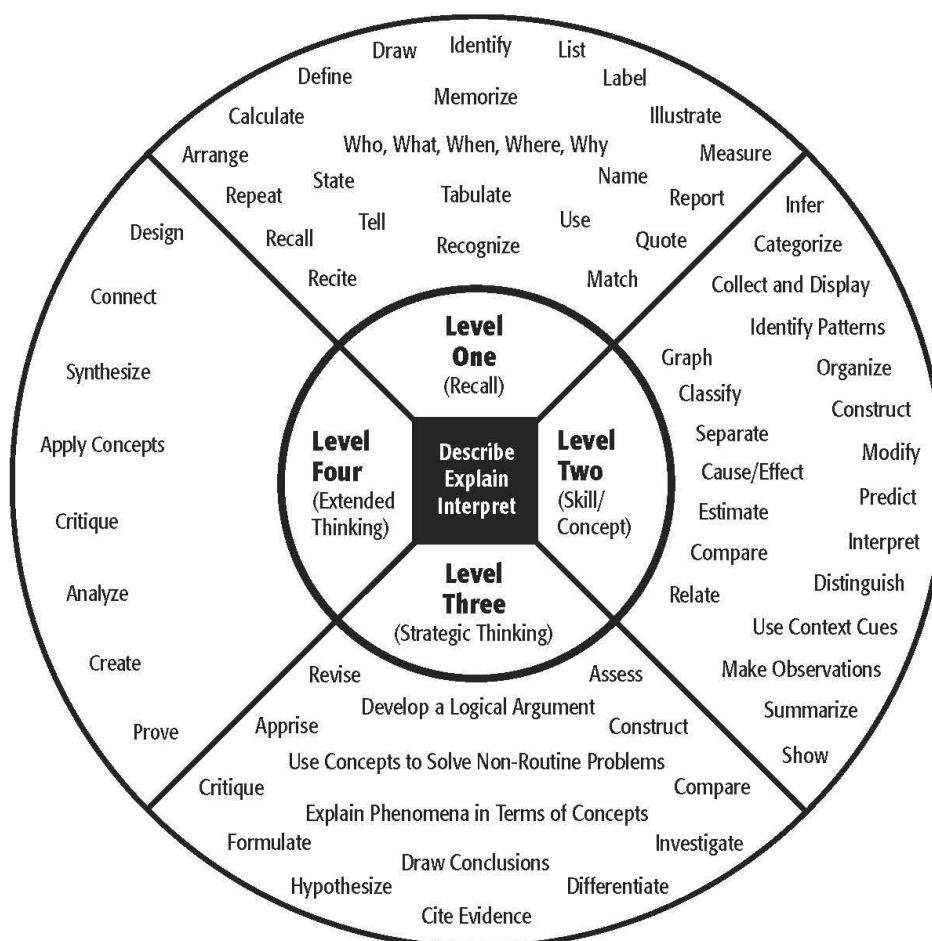 Draw
Identify
List
Define
Label
Calculate
Memorize
Illustrate
Arrange
Who, What, When, Where, Why
Measure
Repeat
State
Tabulate
Name
Report
Recall
Tell
Recognize
Use
Quote
Recite
Match
Level
One
(Recall)
Infer
Categorize
Collect and Display
Identify Patterns
Graph
Organize
Classify
Construct
Separate
Modify
Cause/Effect
Predict
Estimate
Interpret
Compare
Distinguish
Relate
Use Context Cues
Make Observations
Summarize
Show
Level
Two
(Skill/
Concept)
Describe
Explain
Interpret
Level
Three
(Strategic Thinking)
Revise
Assess
Develop a Logical Argument
Apprise
Construct
Use Concepts to Solve Non-Routine Problems
Critique
Compare
Explain Phenomena in Terms of Concepts
Formulate
Investigate
Draw Conclusions
Hypothesize
Differentiate
Cite Evidence
Level
Four
(Extended
Thinking)
Design
Connect
Synthesize
Apply Concepts
Critique
Analyze
Create
Prove